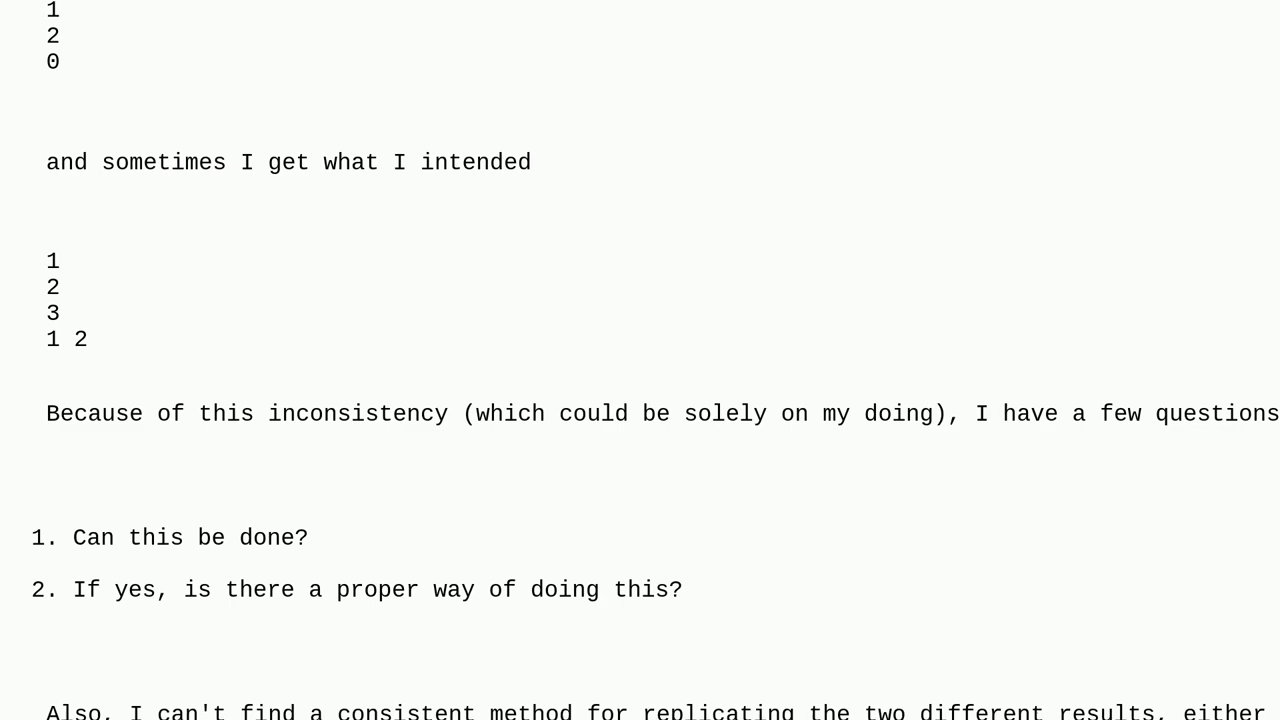 1
2
0
and sometimes I get what I intended
1
2
3
1 2
Because of this inconsistency (which could be solely on my doing), I have a few questions
1. Can this be done?
2. If yes, is there a proper way of doing this?
Also, I can't find a consistent method for replicating the two different results, either